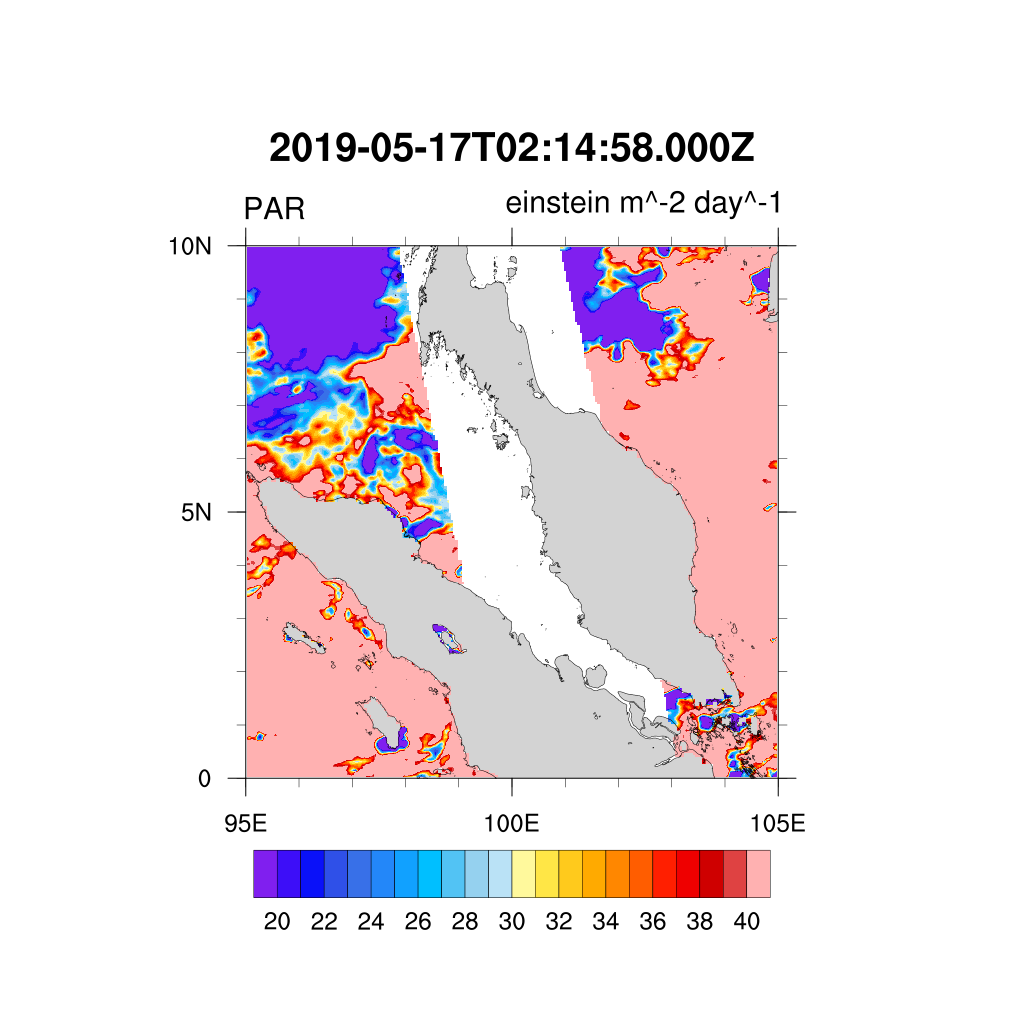 2019-05-17T02:14:58.000Z
PAR einstein m^-2 day^-1
10N
5N
0
95E 100E 105E
20 22 24 26 28 30 32 34 36 38 40